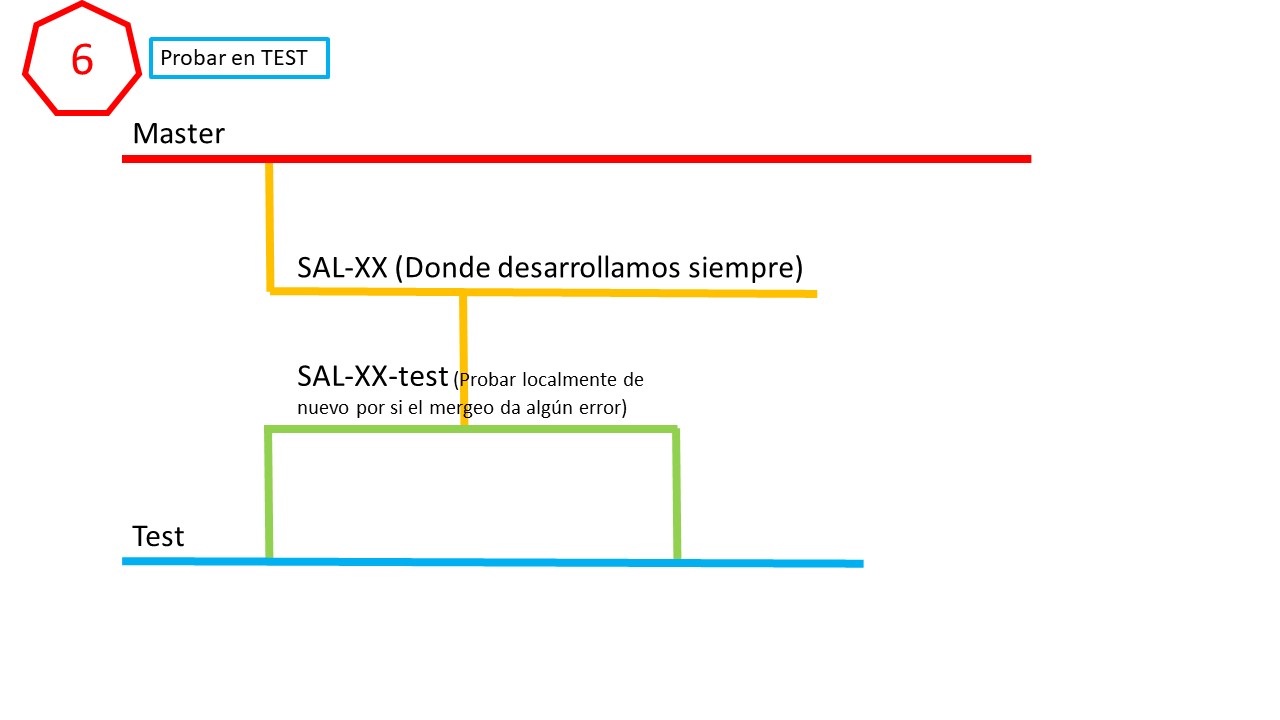 6
Probar en TEST
Master
SAL-XX (Donde desarrollamos siempre)
SAL-XX-test (Probar localmente de
nuevo por si el mergeo da algún error)
Test